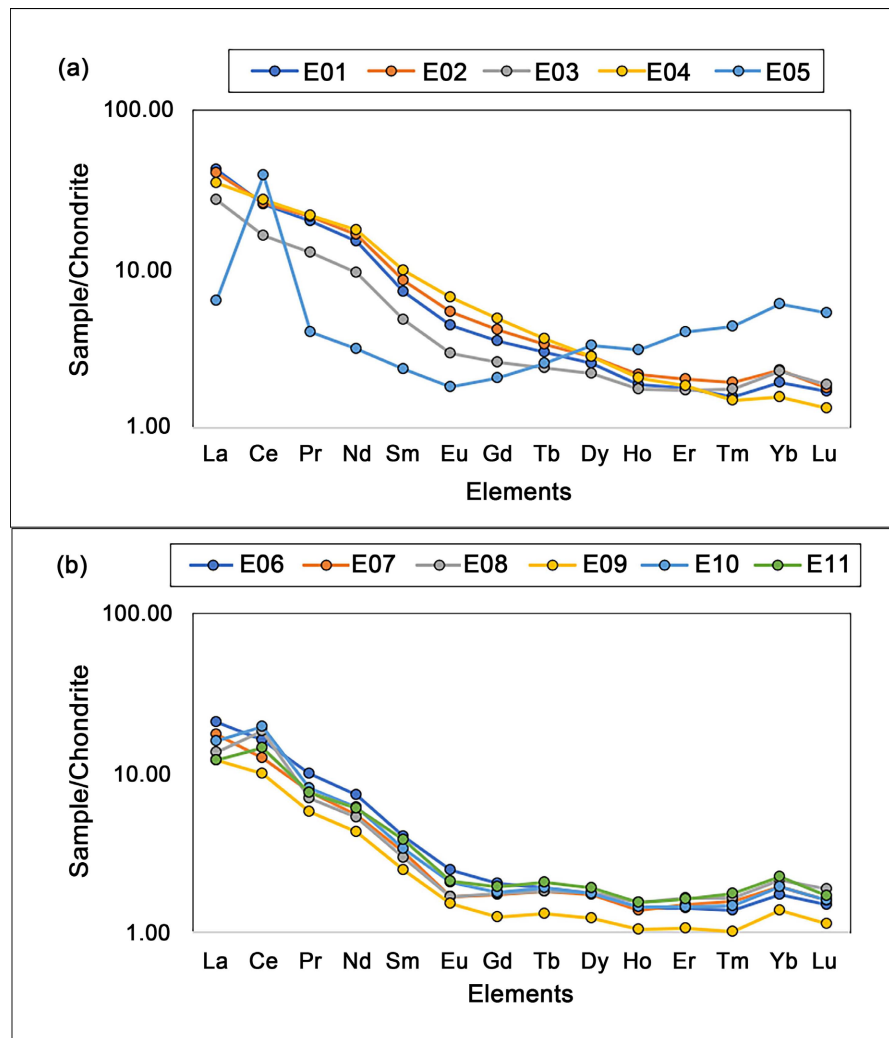 (a)
E01 E02 E03 E04 E05
100.00
10.00
1.00
Sample/Chondrite
La Ce Pr Nd Sm Eu Gd Tb Dy Ho Er Tm Yb Lu
Elements
(b)
E06 E07 E08 E09 E10 E11
100.00
10.00
1.00
Sample/Chondrite
La Ce Pr Nd Sm Eu Gd Tb Dy Ho Er Tm Yb Lu
Elements